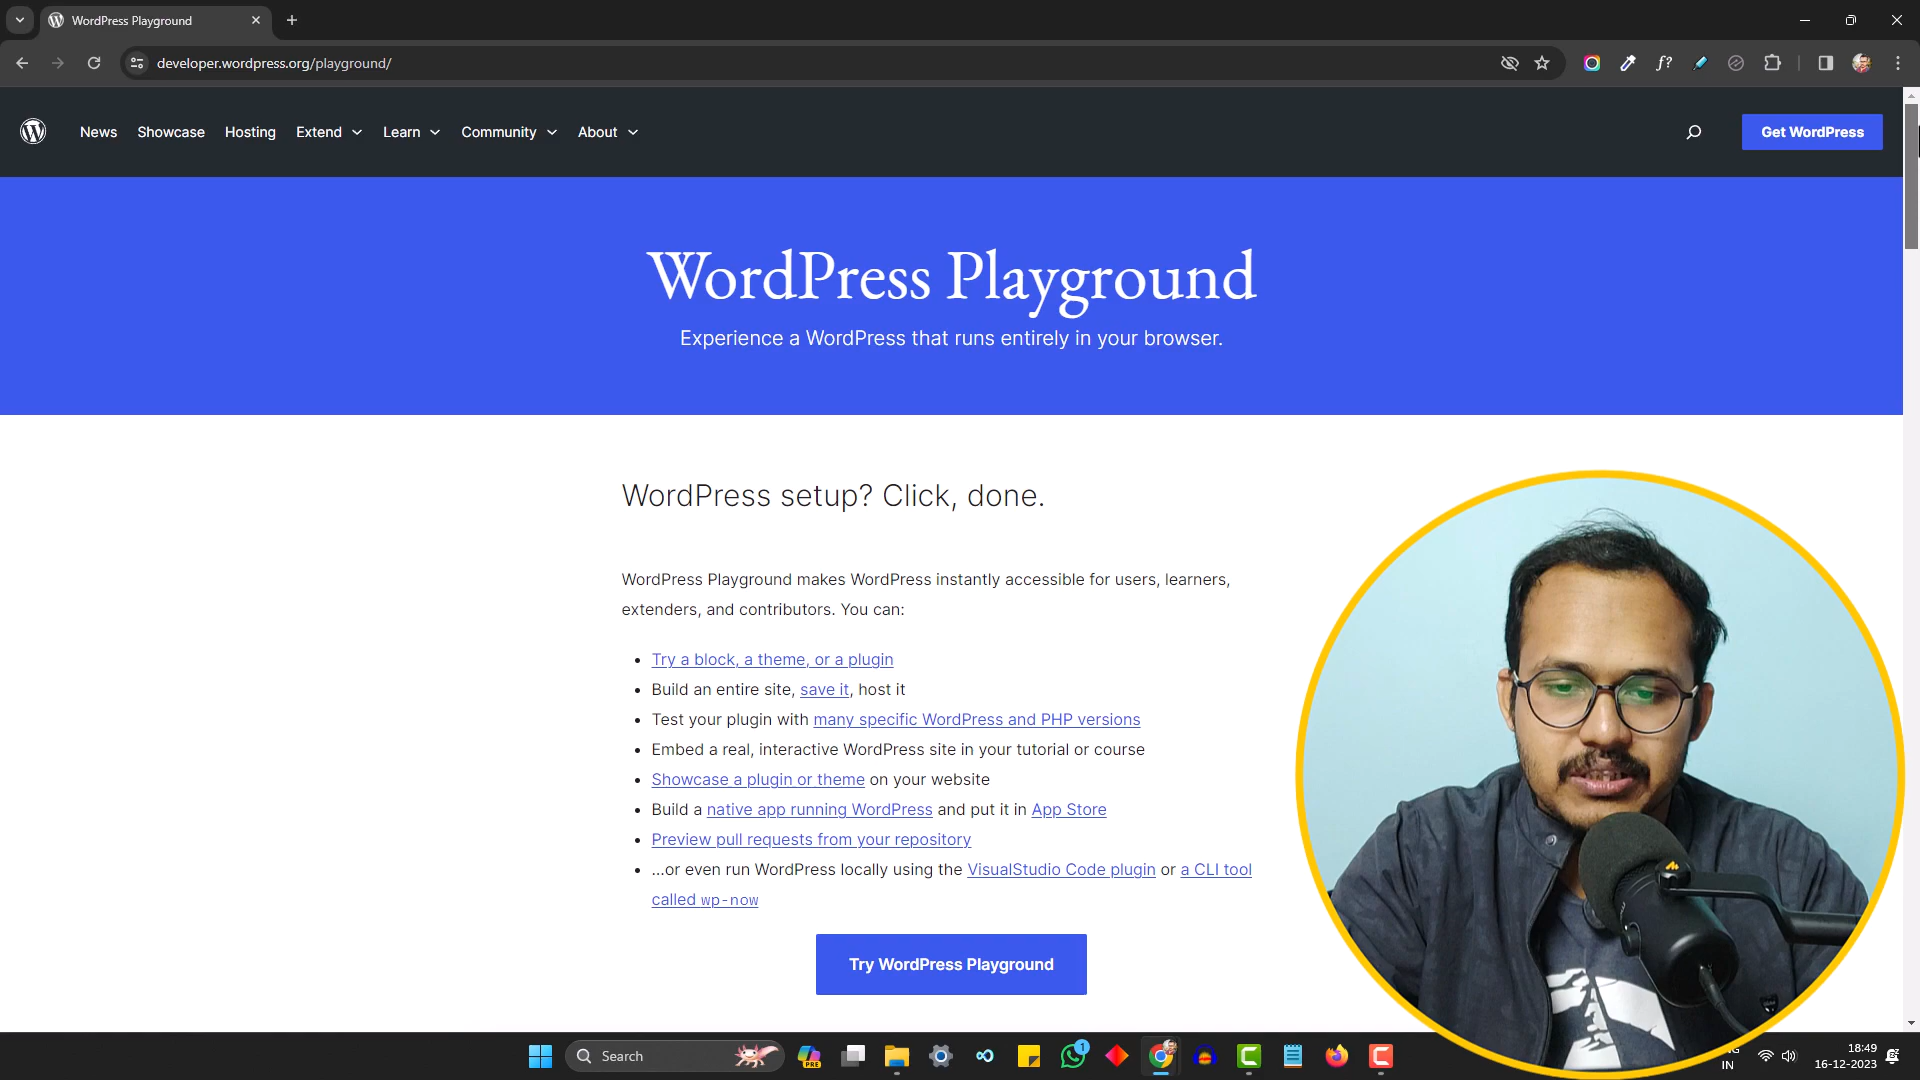 WordPress Playground
developer.wordpress.org/playground/
f?
News Showcase Hosting Extend Learn Community About
Get WordPress
WordPress Playground
Experience a WordPress that runs entirely in your browser.
WordPress setup? Click, done.
WordPress Playground makes WordPress instantly accessible for users, learners,
extenders, and contributors. You can:
Try a block, a theme, or a plugin
Build an entire site, save it, host it
Test your plugin with many specific WordPress and PHP versions
Embed a real, interactive WordPress site in your tutorial or course
Showcase a plugin or theme on your website
Build a native app running WordPress and put it in App Store
Preview pull requests from your repository
...or even run WordPress locally using the VisualStudio Code plugin or a CLI tool
called wp-now
Try WordPress Playground
Search
PRE
1
IN
18:49
16-12-2023